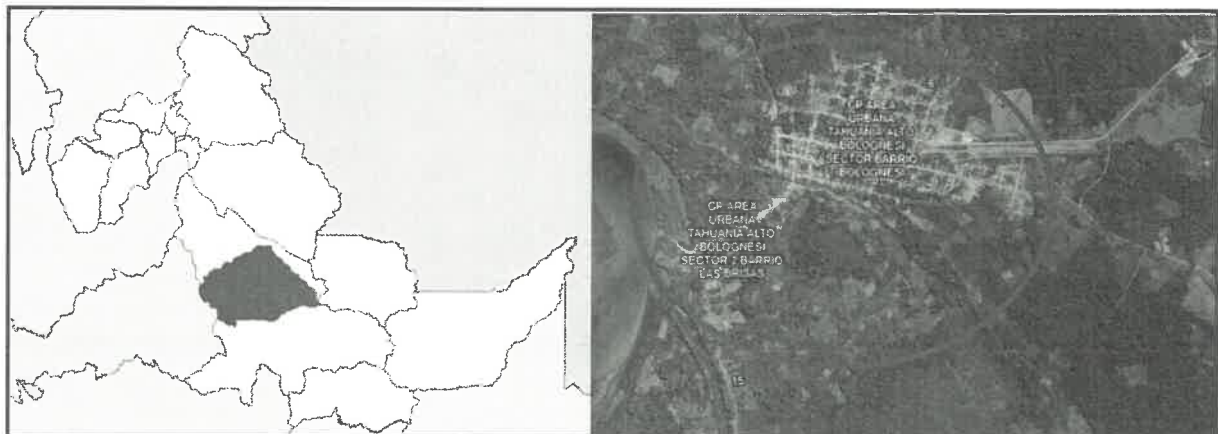 CP AREA
URBANA
TAHUANIA ALTO
BOLOGNESI
SECTOR BARRIO
BOLOGNESI
CP AREA
URBANA
TAHUANIA ALTO
BOLOGNESI
SECTOR 2 BARRIO
LAS BRISAS
15